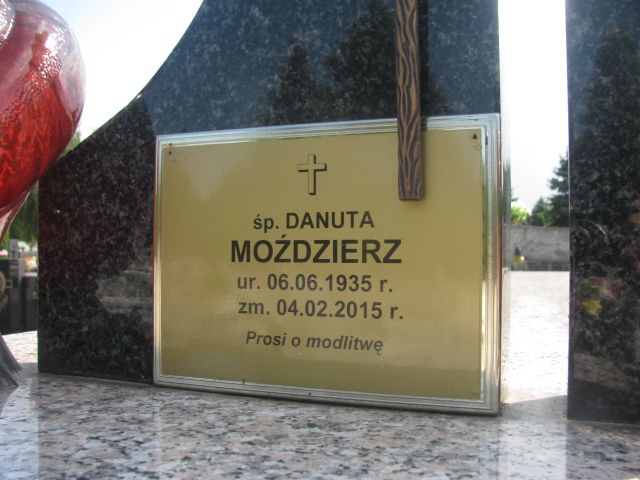 śp. DANUTA
MOŹDZIERZ
ur. 06.06.1935 r.
zm. 04.02.2015 r.
Prosi o modlitwę